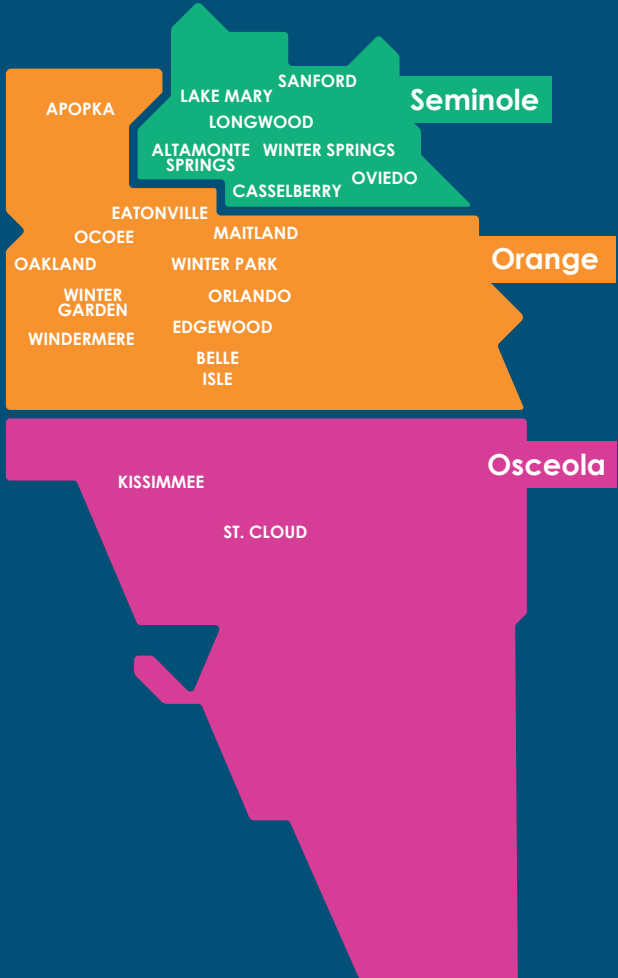 SANFORD
LAKE MARY
Seminole
APOPKA
LONGWOOD
ALTAMONTE
SPRINGS
WINTER SPRINGS
OVIEDO
CASSELBERRY
EATONVILLE
OCOEE
MAITLAND
Orange
OAKLAND
WINTER PARK
WINTER
GARDEN
ORLANDO
EDGEWOOD
WINDERMERE
BELLE
ISLE
Osceola
KISSIMMEE
ST. CLOUD